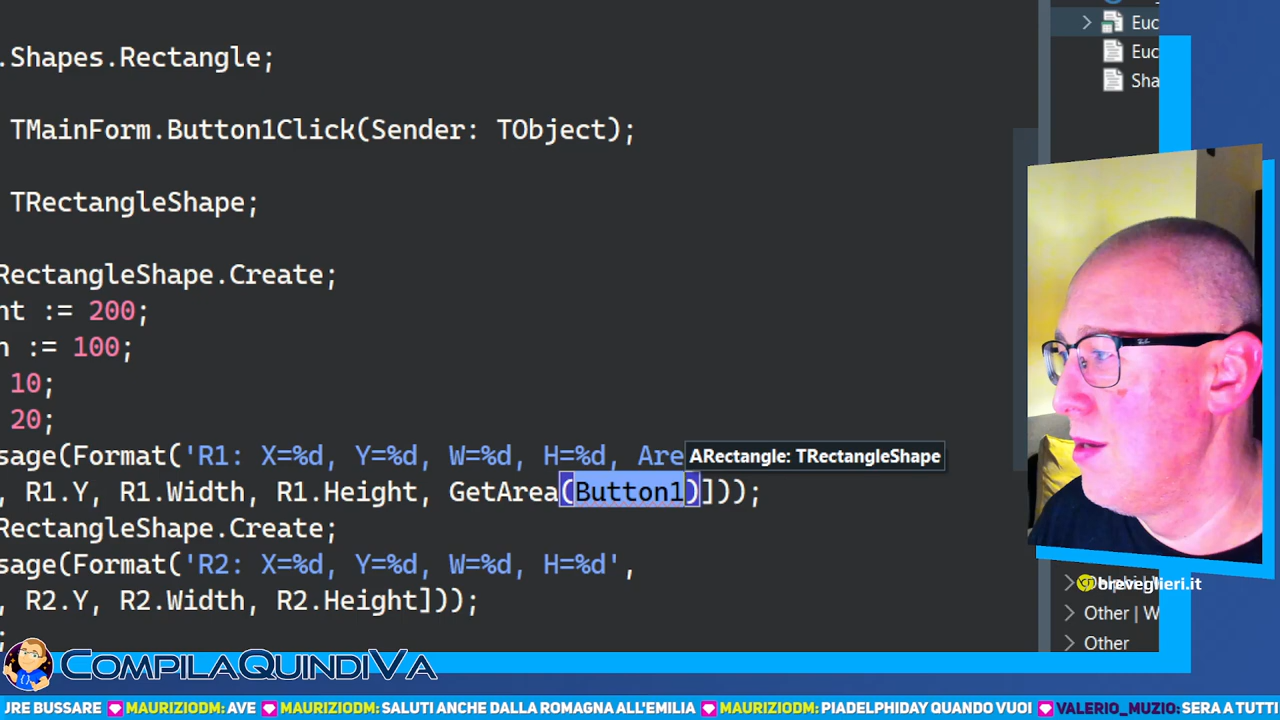 .Shapes.Rectangle;
TMainForm.Button1Click(Sender: TObject);
TRectangleShape;
RectangleShape.Create;
nt := 200;
:= 100;
10;
20;
sage(Format('R1: X=%d, Y=%d, W=%d, H=%d, Are
ARectangle: TRectangleShape
, R1.Y, R1.Width, R1.Height, GetArea(Button1)]));
RectangleShape.Create;
sage(Format('R2: X=%d, Y=%d, W=%d, H=%d',
, R2.Y, R2.Width, R2.Height]));
;
Euc
Euc
Sha
breveglieri.it
Other | W
Other
COMPILAQUINDIVA
JRE BUSSARE MAURIZIODM: AVE MAURIZIODM: SALUTI ANCHE DALLA ROMAGNA ALL'EMILIA MAURIZIODM: PIADELPHIDAY QUANDO VUOI VALERIO_MUZIO: SERA A TUTTI